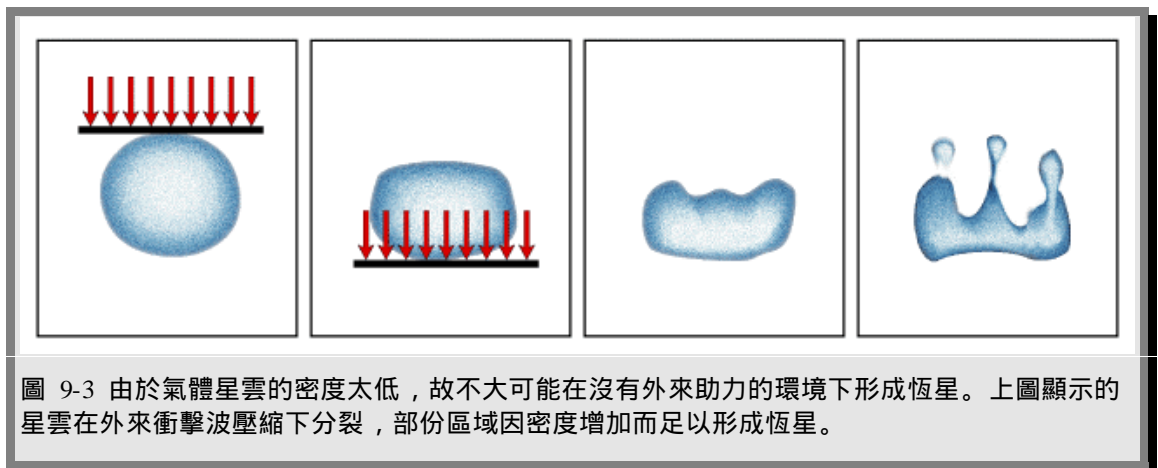 圖 9-3 由於氣體星雲的密度太低，故不大可能在沒有外來助力的環境下形成恆星。上圖顯示的
星雲在外來衝擊波壓縮下分裂，部份區域因密度增加而足以形成恆星。